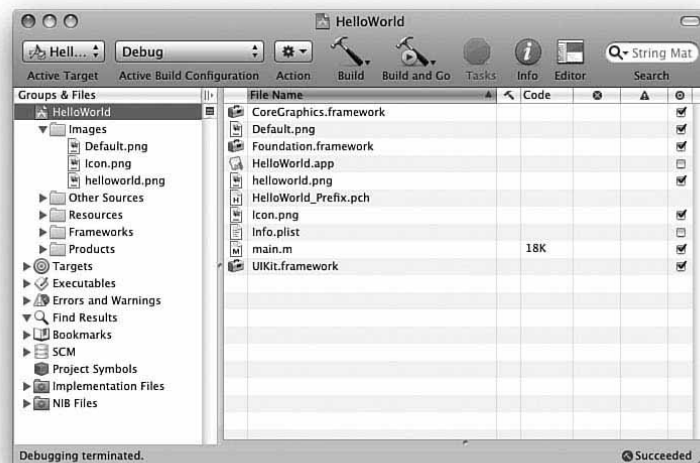 HelloWorld
Hell... Debug String Mat
Active Target Active Build Configuration Action Build Build and Go Tasks Info Editor Search
Groups & Files
HelloWorld
Images
Default.png
Icon.png
helloworld.png
Other Sources
Resources
Frameworks
Products
Targets
Executables
Errors and Warnings
Find Results
Bookmarks
SCM
Project Symbols
Implementation Files
NIB Files
File Name Code
CoreGraphics.framework
Default.png
Foundation.framework
HelloWorld.app
helloworld.png
HelloWorld_Prefix.pch
Icon.png
Info.plist
main.m 18K
UIKit.framework
Debugging terminated. Succeeded